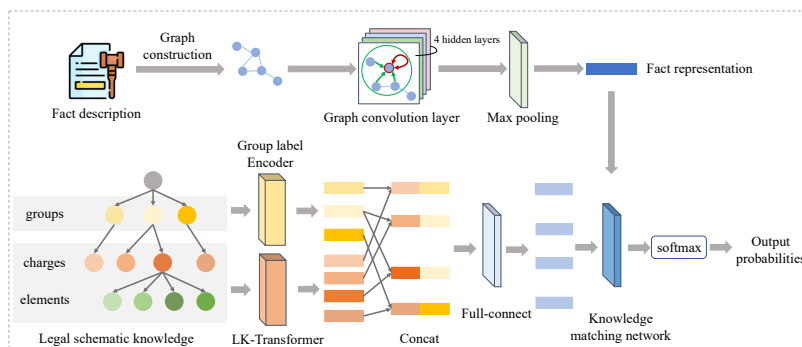 Graph
construction
4 hidden layers
Fact description
Graph convolution layer
Max pooling
Fact representation
Group label
Encoder
groups
charges
elements
softmax
Output
probabilities
Legal schematic knowledge
LK-Transformer
Concat
Full-connect
Knowledge
matching network